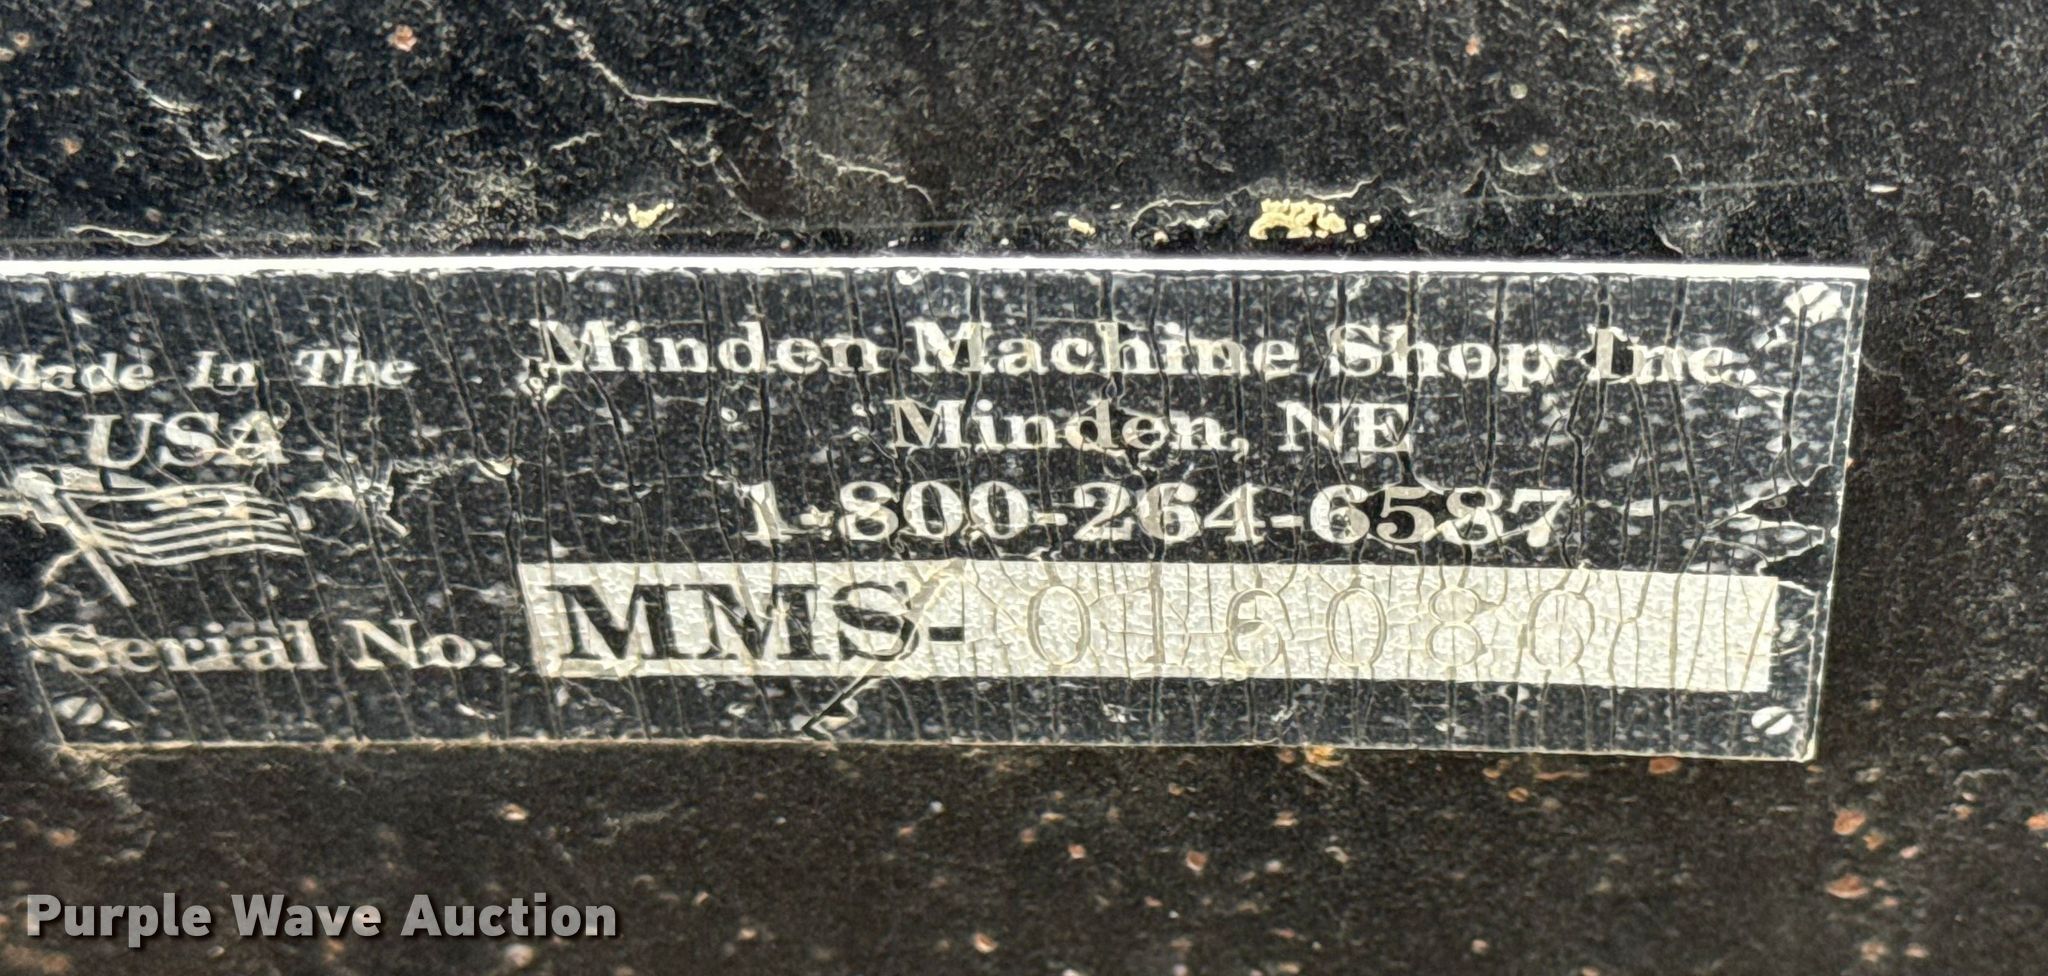 Made In The
USA
Minden Machine Shop Inc.
Minden, NE
1-800-264-6587
Serial No. MMS-
Purple Wave Auction